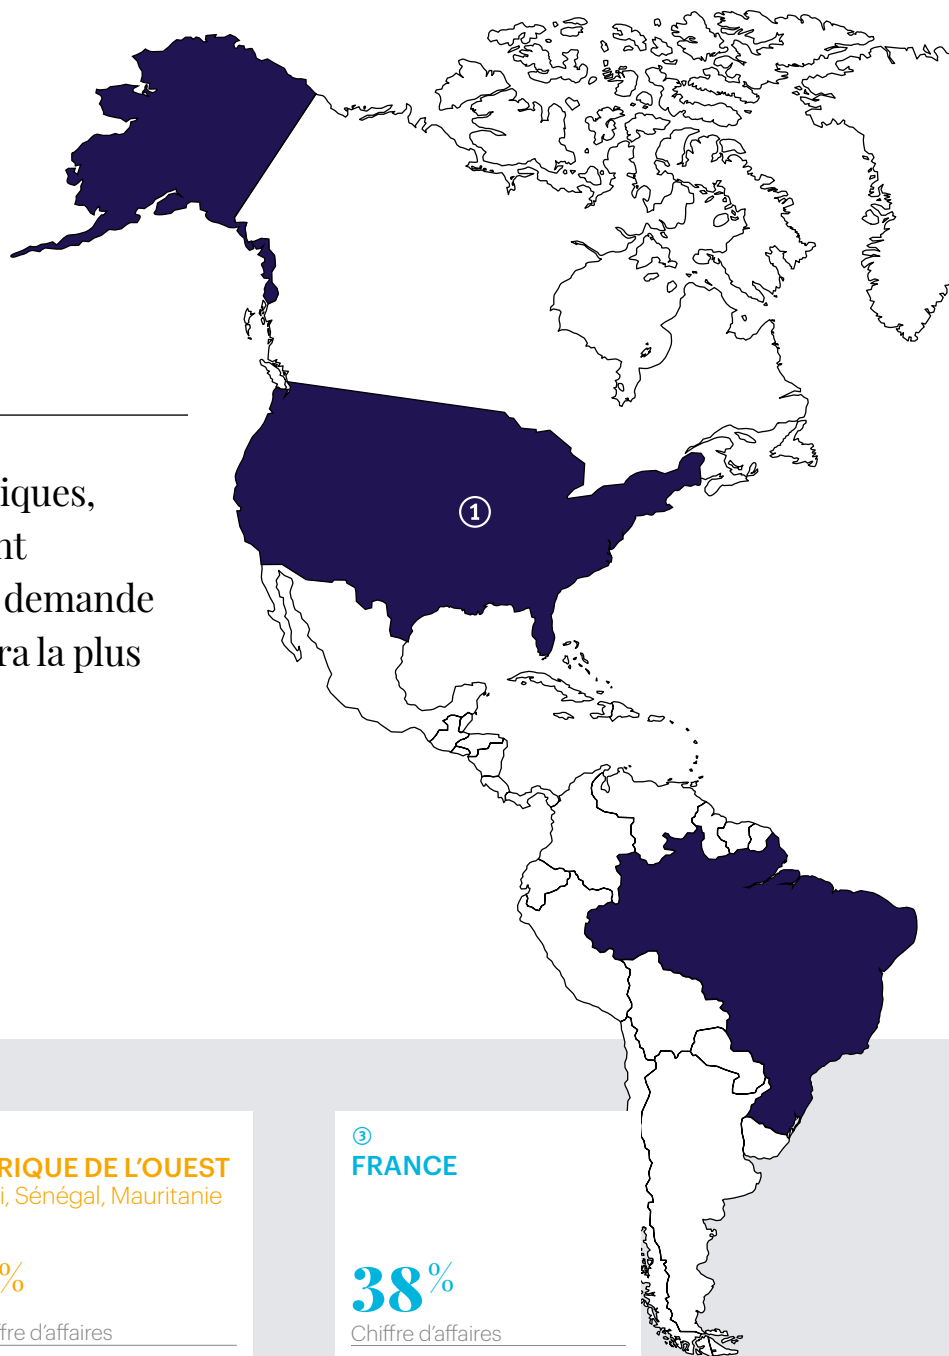 iques,
nt
demande
ra la plus
①
RIQUE DE L'OUEST
i, Sénégal, Mauritanie
%
ffre d'affaires
③
FRANCE
38%
Chiffre d'affaires